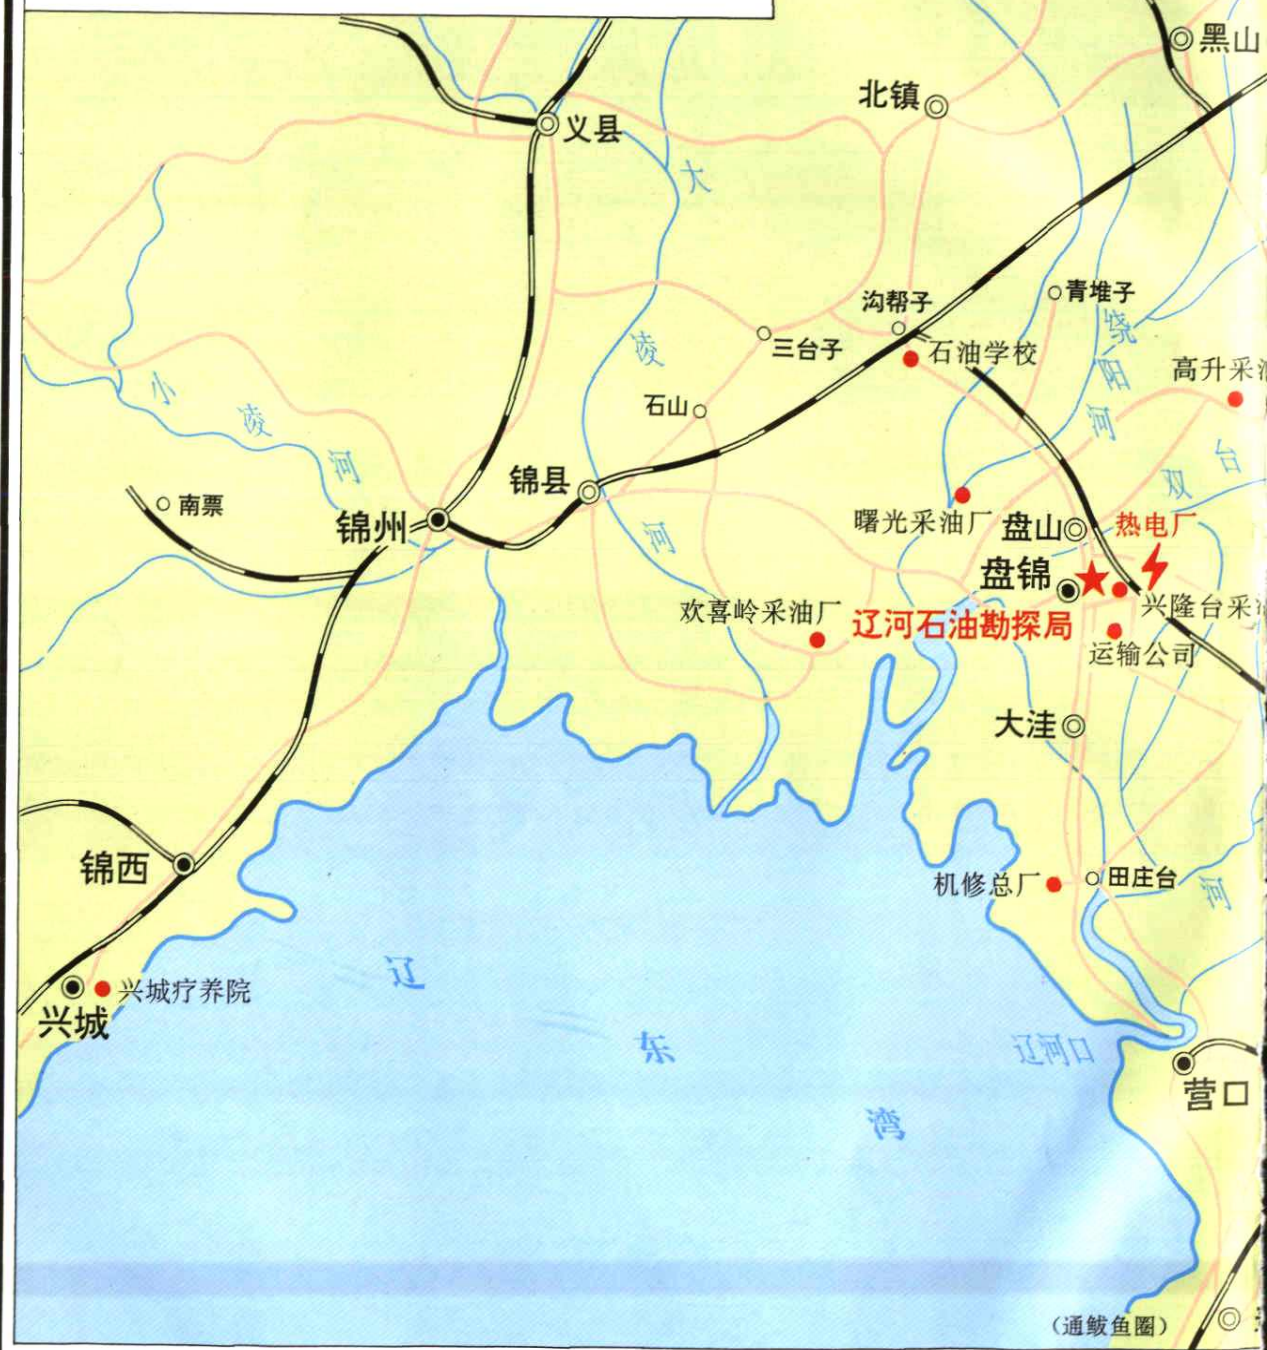 黑山
北镇
义县
大
青堆子
沟帮子
饶
三台子
石油学校
凌
阳
高升采
小
石山
凌
河
台
河
锦县
双
南票
锦州
曙光采油厂
盘山
热电厂
河
盘锦
欢喜岭采油厂
辽河石油勘探局
兴隆台采
运输公司
大洼
锦西
机修总厂
田庄台
河
辽
兴城疗养院
兴城
东
辽河口
营口
湾
(通鲅鱼圈)